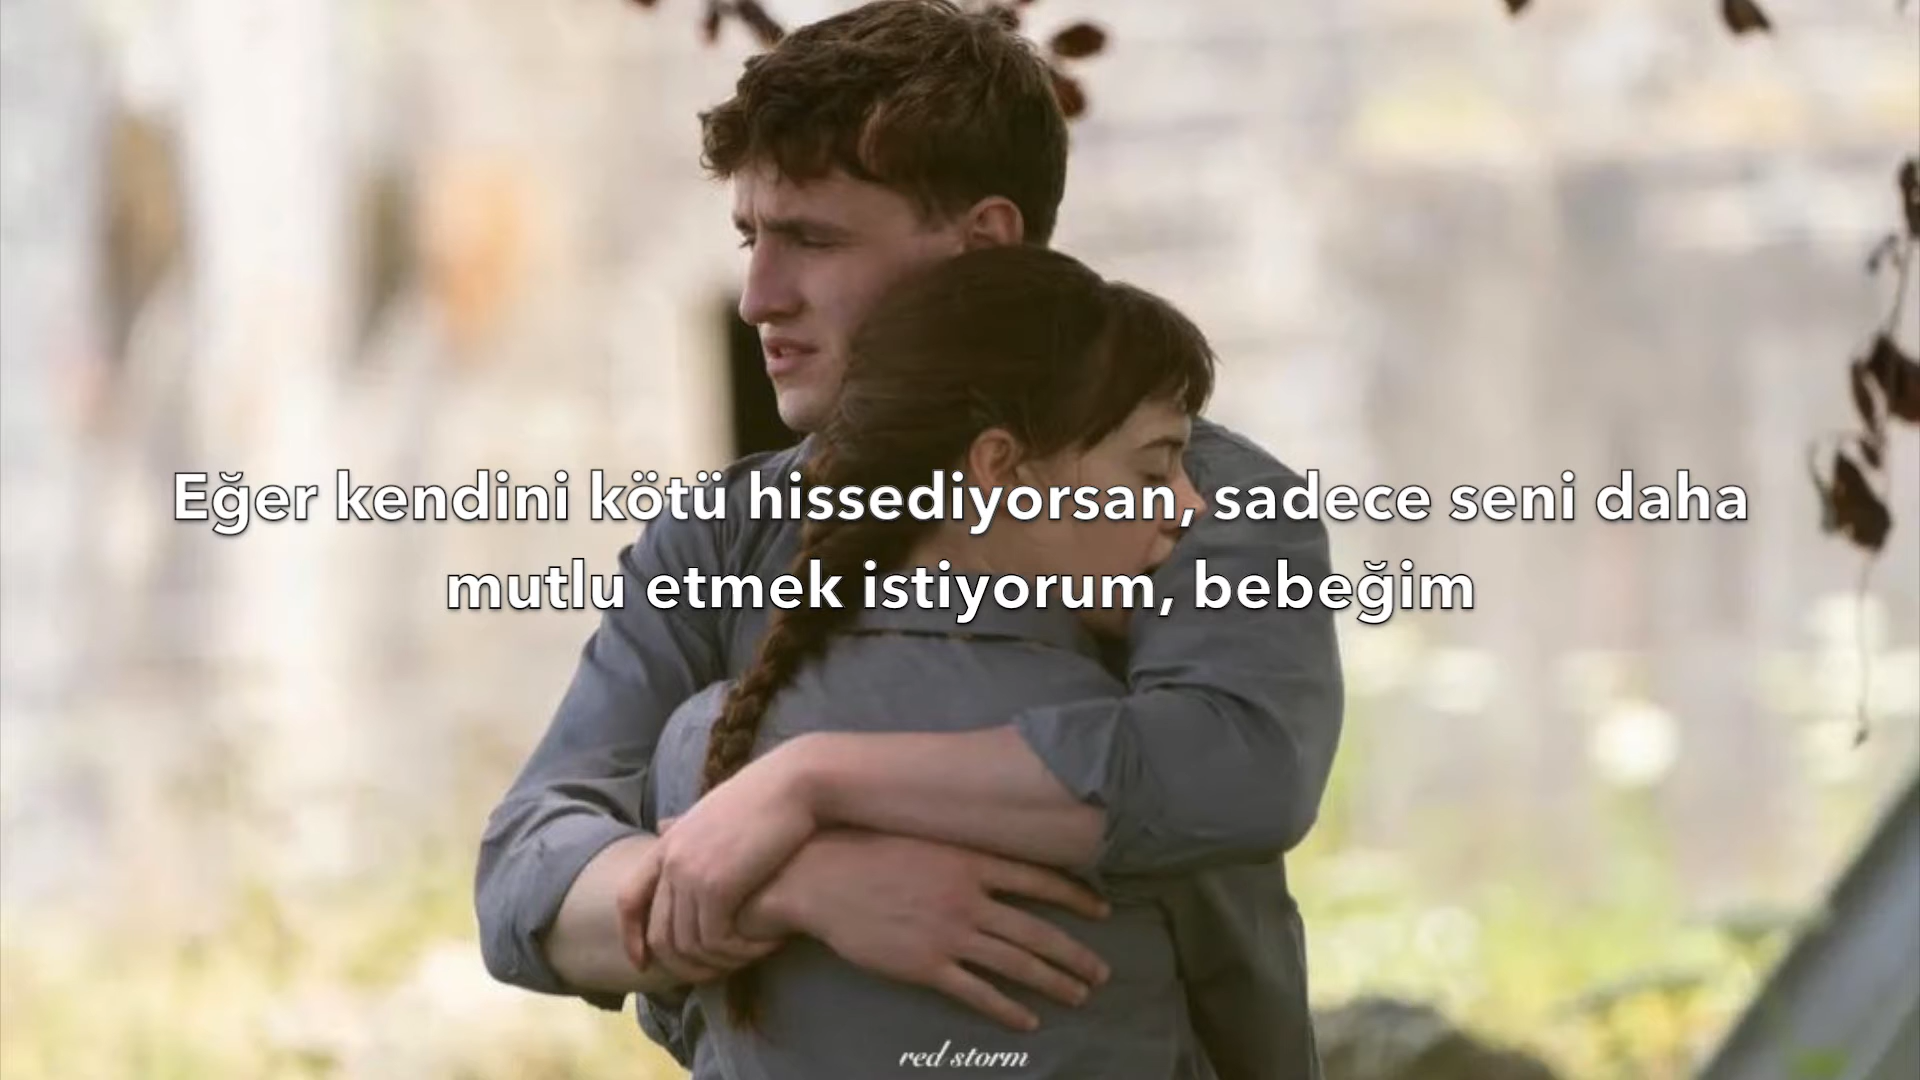 Eğer kendini kötü hissediyorsan, sadece seni daha
mutlu etmek istiyorum, bebeğim
red storm